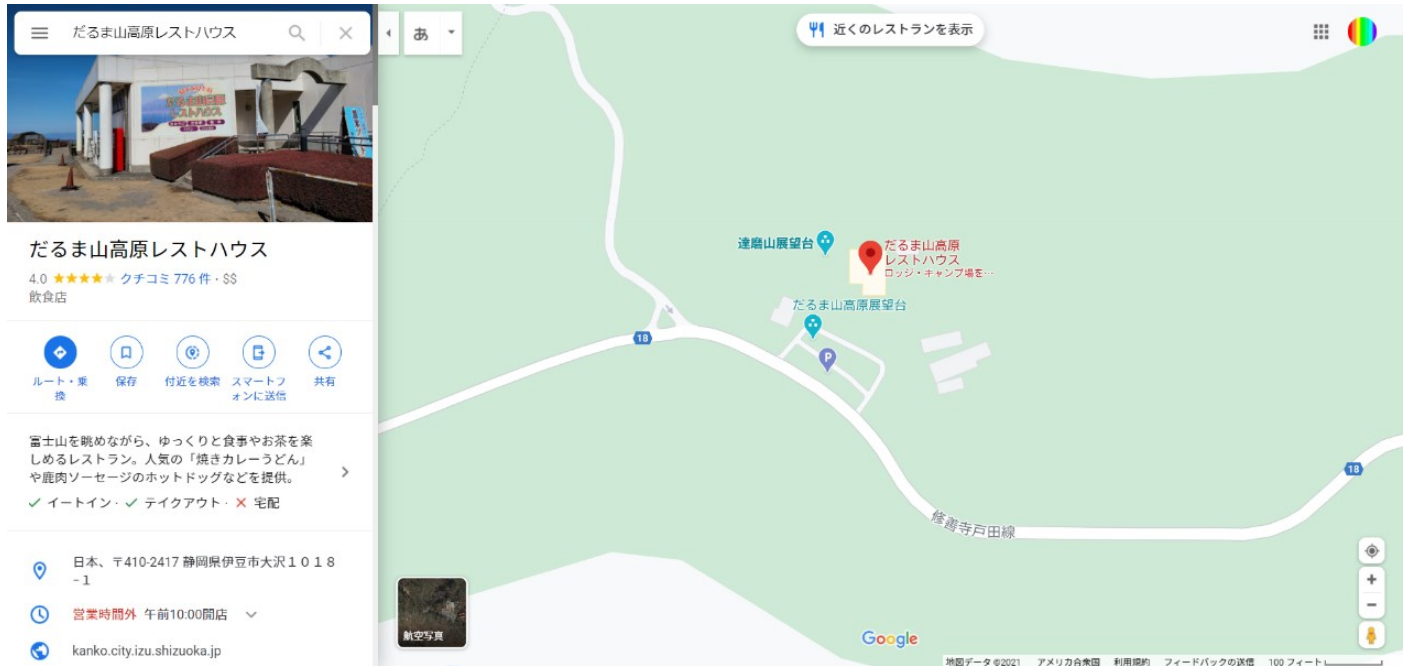 だるま山高原レストハウス
あ
近くのレストランを表示
だるま山高原
レストハウス
だるま山高原レストハウス
4.0 ★★★★★ クチコミ 776 件・$$
飲食店
ルート・乗
換
保存
付近を検索
スマートフ
ォンに送信
共有
富士山を眺めながら、ゆっくりと食事やお茶を楽
しめるレストラン。人気の「焼きカレーうどん」
や鹿肉ソーセージのホットドッグなどを提供。
✓ イートイン・✓ テイクアウト・✕ 宅配
日本、〒410-2417 静岡県伊豆市大沢1018
−1
営業時間外 午前10:00開店
kanko.city.izu.shizuoka.jp
達磨山展望台
だるま山高原
レストハウス
ロッジ・キャンプ場を…
だるま山高原展望台
P
18
18
修善寺戸田線
航空写真
Google
地図データ ©2021 アメリカ合衆国 利用規約 フィードバックの送信 100 フィート